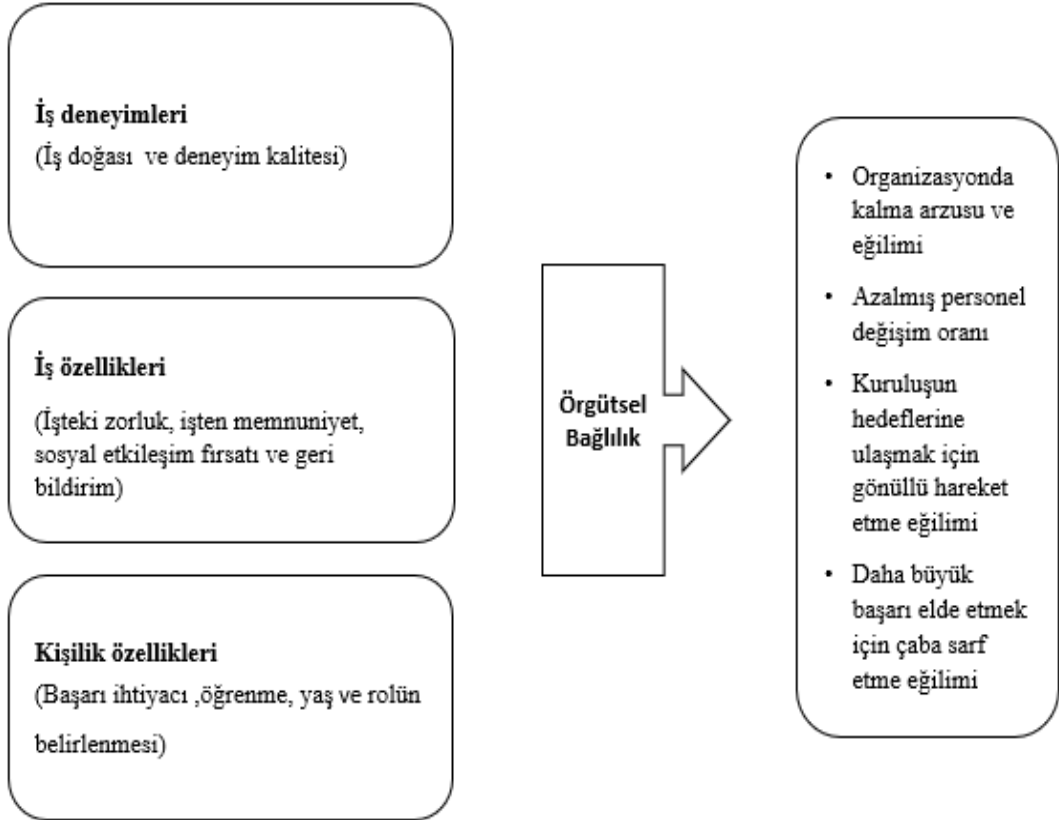 İş deneyimleri
(İş doğası ve deneyim kalitesi)
İş özellikleri
(İşteki zorluk, işten memnuniyet,
sosyal etkileşim fırsatı ve geri
bildirim)
Kişilik özellikleri
(Başarı ihtiyacı ,öğrenme, yaş ve rolün
belirlenmesi)
Örgütsel
Bağlılık
• Organizasyonda
kalma arzusu ve
eğilimi
• Azalmış personel
değişim oranı
• Kuruluşun
hedeflerine
ulaşmak için
gönüllü hareket
etme eğilimi
• Daha büyük
başarı elde etmek
için çaba sarf
etme eğilimi